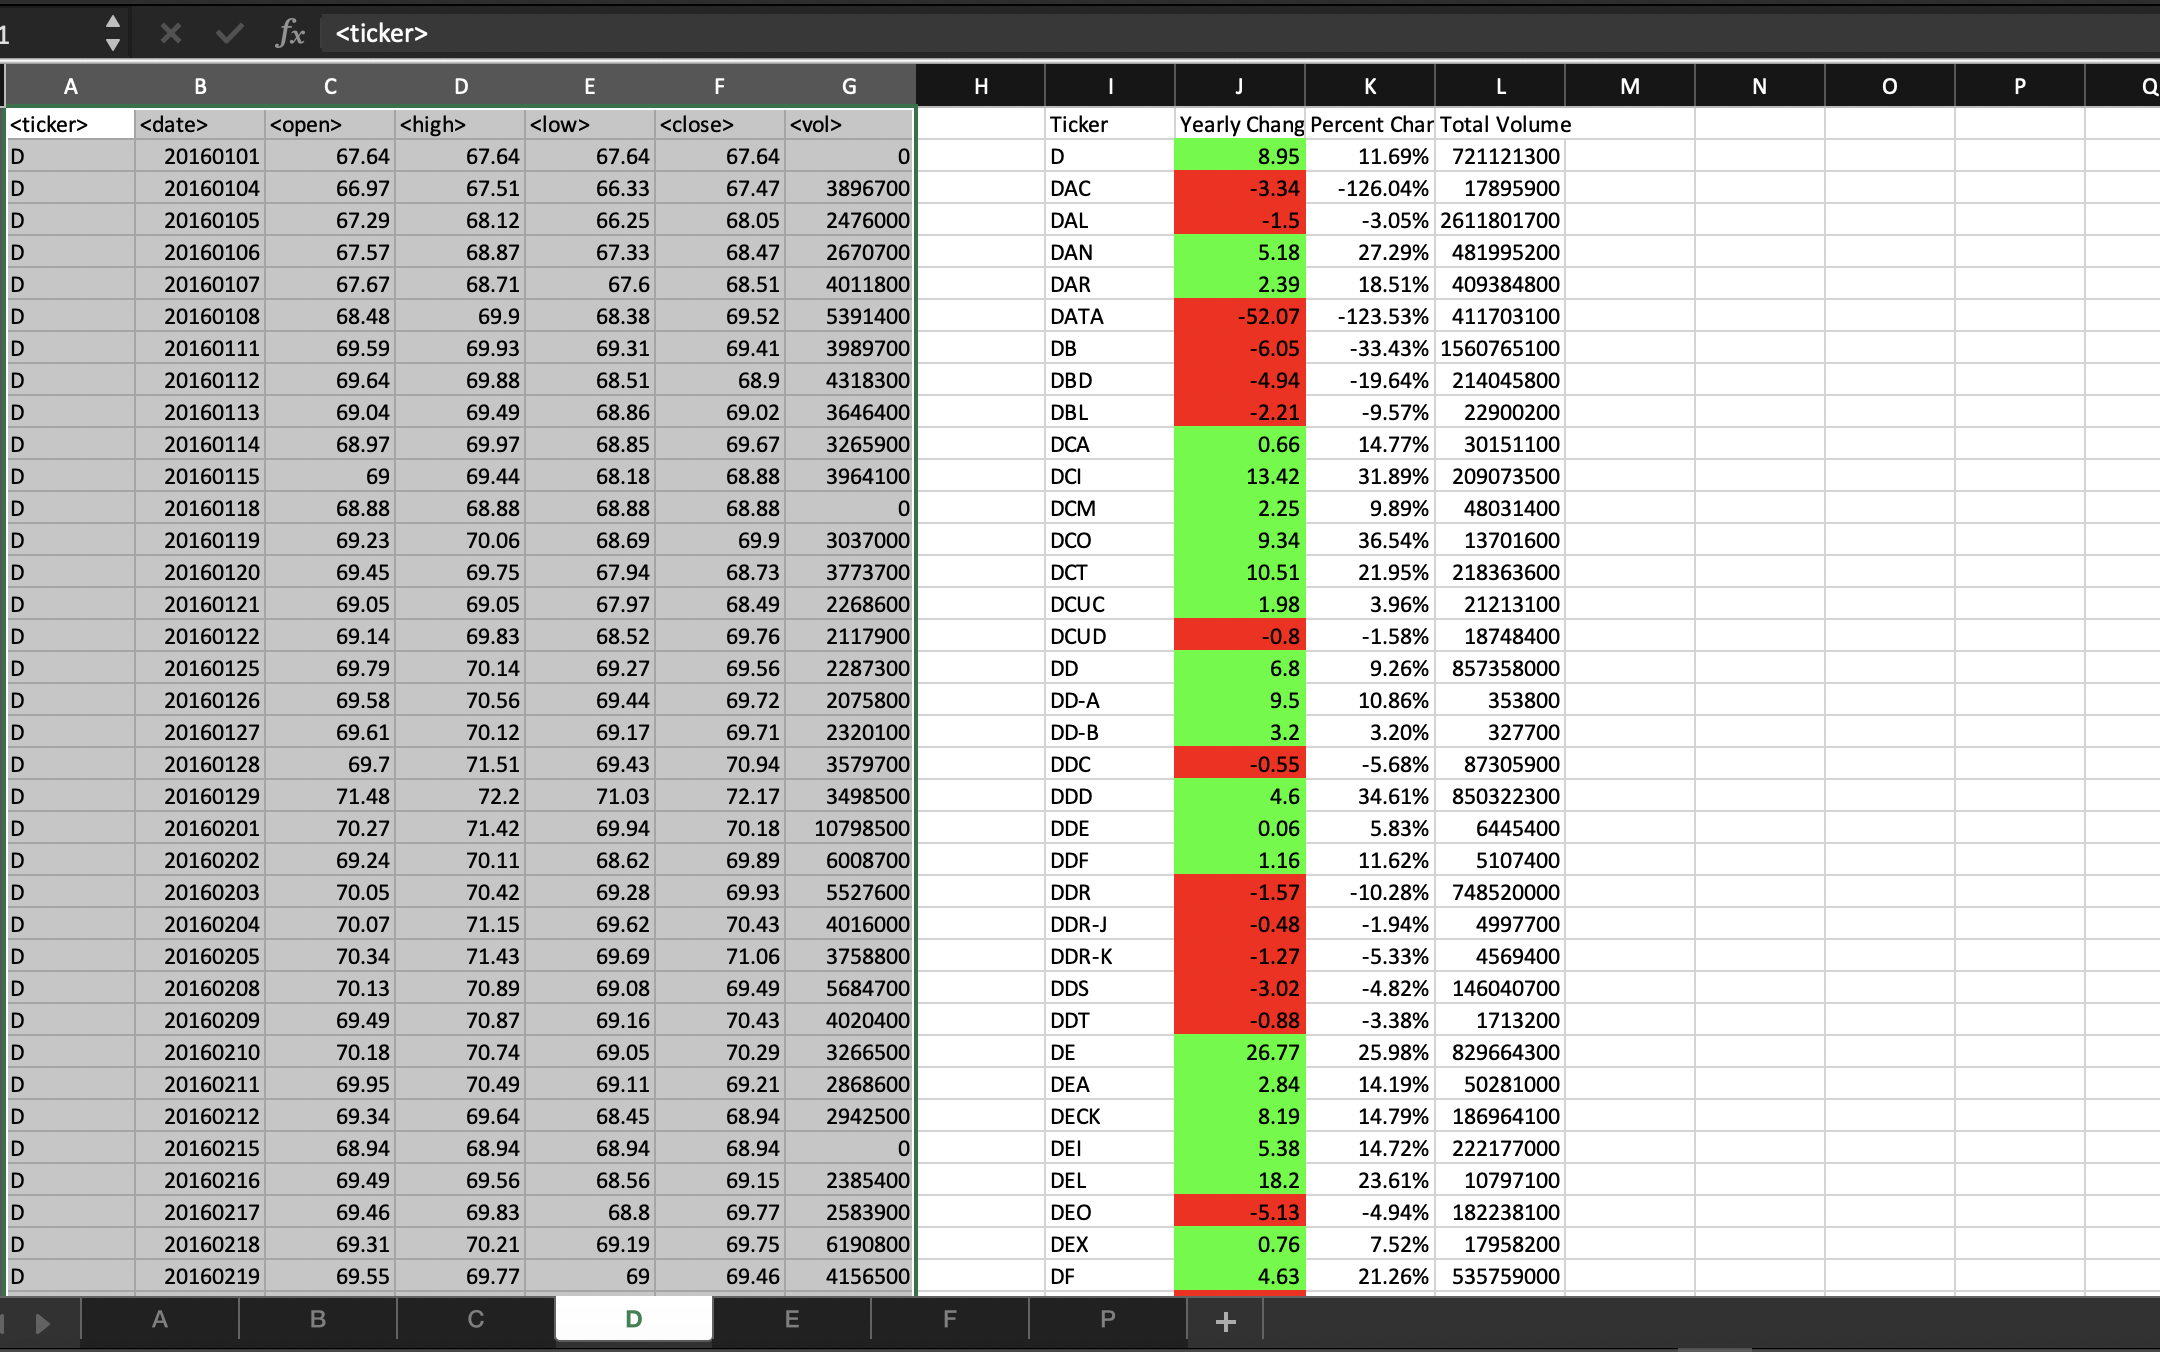 1 fx <ticker>
A B C D E F G H I J K L M N O P Q
<ticker> <date> <open> <high> <low> <close> <vol> Ticker Yearly Chang Percent Char Total Volume
D 20160101 67.64 67.64 67.64 67.64 0 D 8.95 11.69% 721121300
D 20160104 66.97 67.51 66.33 67.47 3896700 DAC -3.34 -126.04% 17895900
D 20160105 67.29 68.12 66.25 68.05 2476000 DAL -1.5 -3.05% 2611801700
D 20160106 67.57 68.87 67.33 68.47 2670700 DAN 5.18 27.29% 481995200
D 20160107 67.67 68.71 67.6 68.51 4011800 DAR 2.39 18.51% 409384800
D 20160108 68.48 69.9 68.38 69.52 5391400 DATA -52.07 -123.53% 411703100
D 20160111 69.59 69.93 69.31 69.41 3989700 DB -6.05 -33.43% 1560765100
D 20160112 69.64 69.88 68.51 68.9 4318300 DBD -4.94 -19.64% 214045800
D 20160113 69.04 69.49 68.86 69.02 3646400 DBL -2.21 -9.57% 22900200
D 20160114 68.97 69.97 68.85 69.67 3265900 DCA 0.66 14.77% 30151100
D 20160115 69 69.44 68.18 68.88 3964100 DCI 13.42 31.89% 209073500
D 20160118 68.88 68.88 68.88 68.88 0 DCM 2.25 9.89% 48031400
D 20160119 69.23 70.06 68.69 69.9 3037000 DCO 9.34 36.54% 13701600
D 20160120 69.45 69.75 67.94 68.73 3773700 DCT 10.51 21.95% 218363600
D 20160121 69.05 69.05 67.97 68.49 2268600 DCUC 1.98 3.96% 21213100
D 20160122 69.14 69.83 68.52 69.76 2117900 DCUD -0.8 -1.58% 18748400
D 20160125 69.79 70.14 69.27 69.56 2287300 DD 6.8 9.26% 857358000
D 20160126 69.58 70.56 69.44 69.72 2075800 DD-A 9.5 10.86% 353800
D 20160127 69.61 70.12 69.17 69.71 2320100 DD-B 3.2 3.20% 327700
D 20160128 69.7 71.51 69.43 70.94 3579700 DDC -0.55 -5.68% 87305900
D 20160129 71.48 72.2 71.03 72.17 3498500 DDD 4.6 34.61% 850322300
D 20160201 70.27 71.42 69.94 70.18 10798500 DDE 0.06 5.83% 6445400
D 20160202 69.24 70.11 68.62 69.89 6008700 DDF 1.16 11.62% 5107400
D 20160203 70.05 70.42 69.28 69.93 5527600 DDR -1.57 -10.28% 748520000
D 20160204 70.07 71.15 69.62 70.43 4016000 DDR-J -0.48 -1.94% 4997700
D 20160205 70.34 71.43 69.69 71.06 3758800 DDR-K -1.27 -5.33% 4569400
D 20160208 70.13 70.89 69.08 69.49 5684700 DDS -3.02 -4.82% 146040700
D 20160209 69.49 70.87 69.16 70.43 4020400 DDT -0.88 -3.38% 1713200
D 20160210 70.18 70.74 69.05 70.29 3266500 DE 26.77 25.98% 829664300
D 20160211 69.95 70.49 69.11 69.21 2868600 DEA 2.84 14.19% 50281000
D 20160212 69.34 69.64 68.45 68.94 2942500 DECK 8.19 14.79% 186964100
D 20160215 68.94 68.94 68.94 68.94 0 DEI 5.38 14.72% 222177000
D 20160216 69.49 69.56 68.56 69.15 2385400 DEL 18.2 23.61% 10797100
D 20160217 69.46 69.83 68.8 69.77 2583900 DEO -5.13 -4.94% 182238100
D 20160218 69.31 70.21 69.19 69.75 6190800 DEX 0.76 7.52% 17958200
D 20160219 69.55 69.77 69 69.46 4156500 DF 4.63 21.26% 535759000
A B C D E F P +